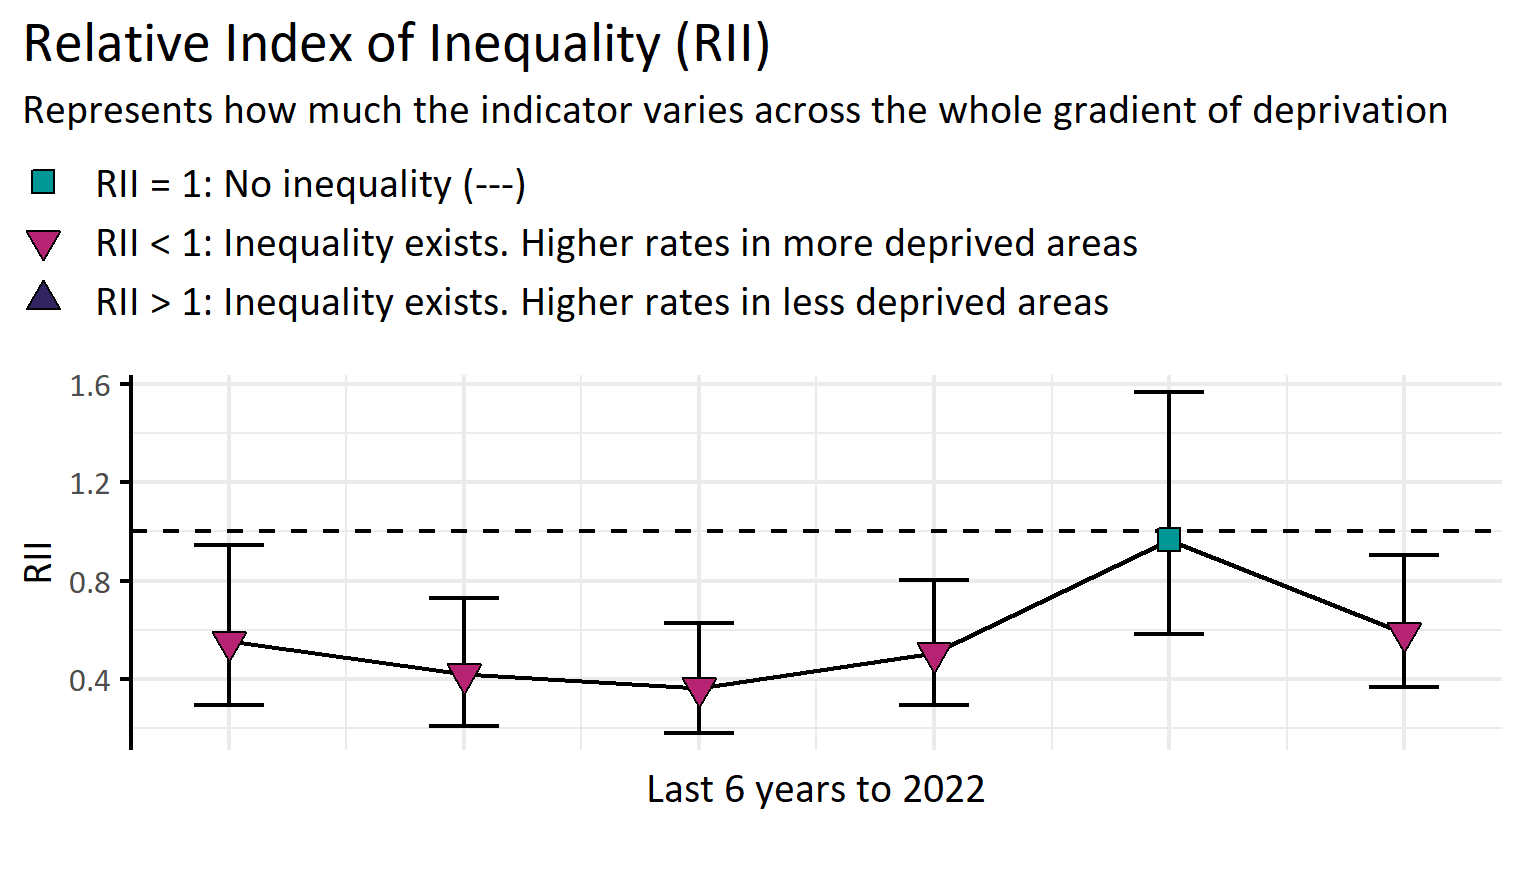 Relative Index of Inequality (RII)
Represents how much the indicator varies across the whole gradient of deprivation
RII = 1: No inequality (---)
RII < 1: Inequality exists. Higher rates in more deprived areas
RII > 1: Inequality exists. Higher rates in less deprived areas
1.6
1.2
0.8
0.4
RII
Last 6 years to 2022